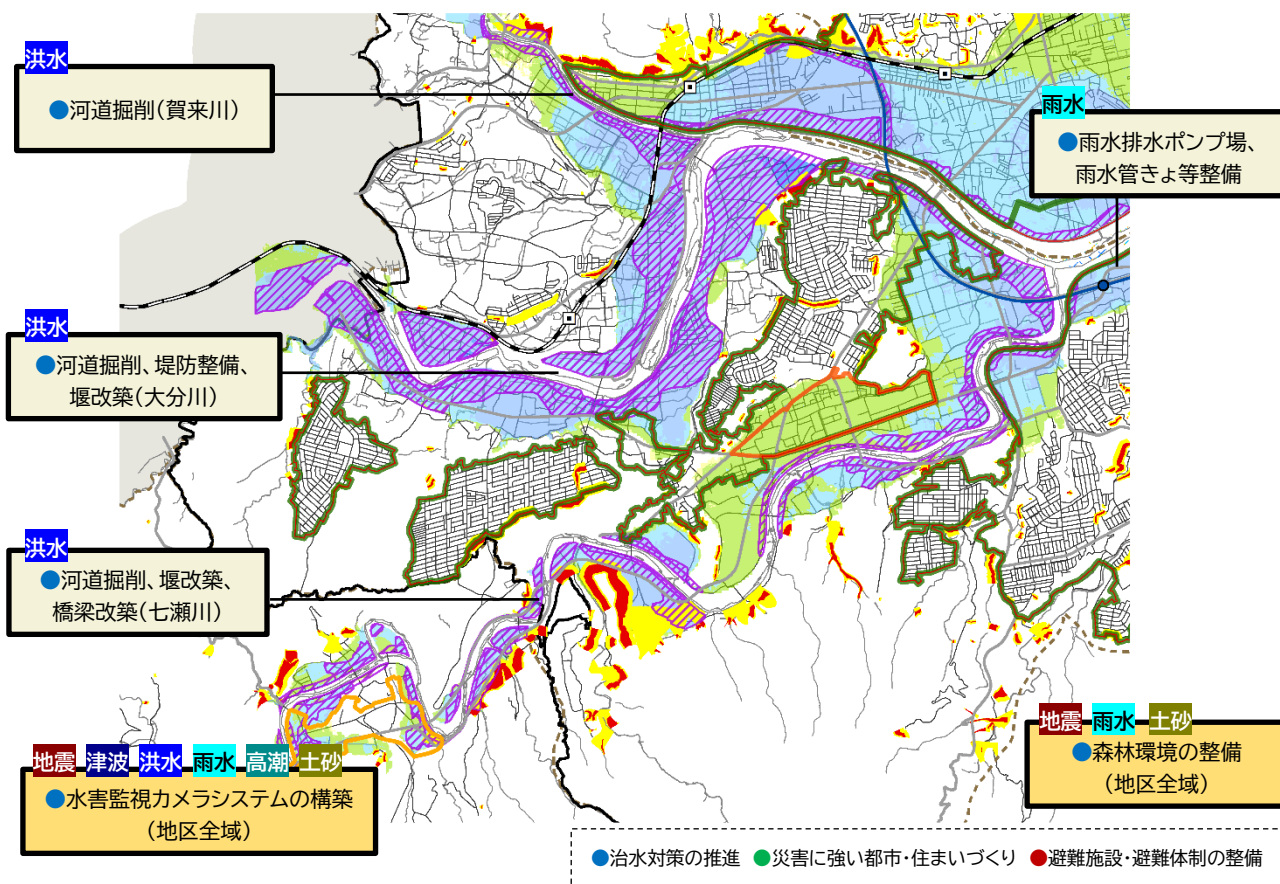 洪水
●河道掘削(賀来川)
雨水
●雨水排水ポンプ場、
雨水管きょ等整備
洪水
●河道掘削、堤防整備、
堰改築(大分川)
洪水
●河道掘削、堰改築、
橋梁改築(七瀬川)
地震 津波 洪水 雨水 高潮 土砂
●水害監視カメラシステムの構築
(地区全域)
地震 雨水 土砂
●森林環境の整備
(地区全域)
●治水対策の推進 ●災害に強い都市・住まいづくり ●避難施設・避難体制の整備